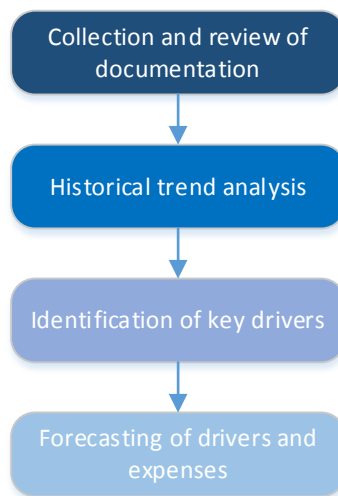 Collection and review of
documentation
Historical trend analysis
Identification of key drivers
Forecasting of drivers and
expenses